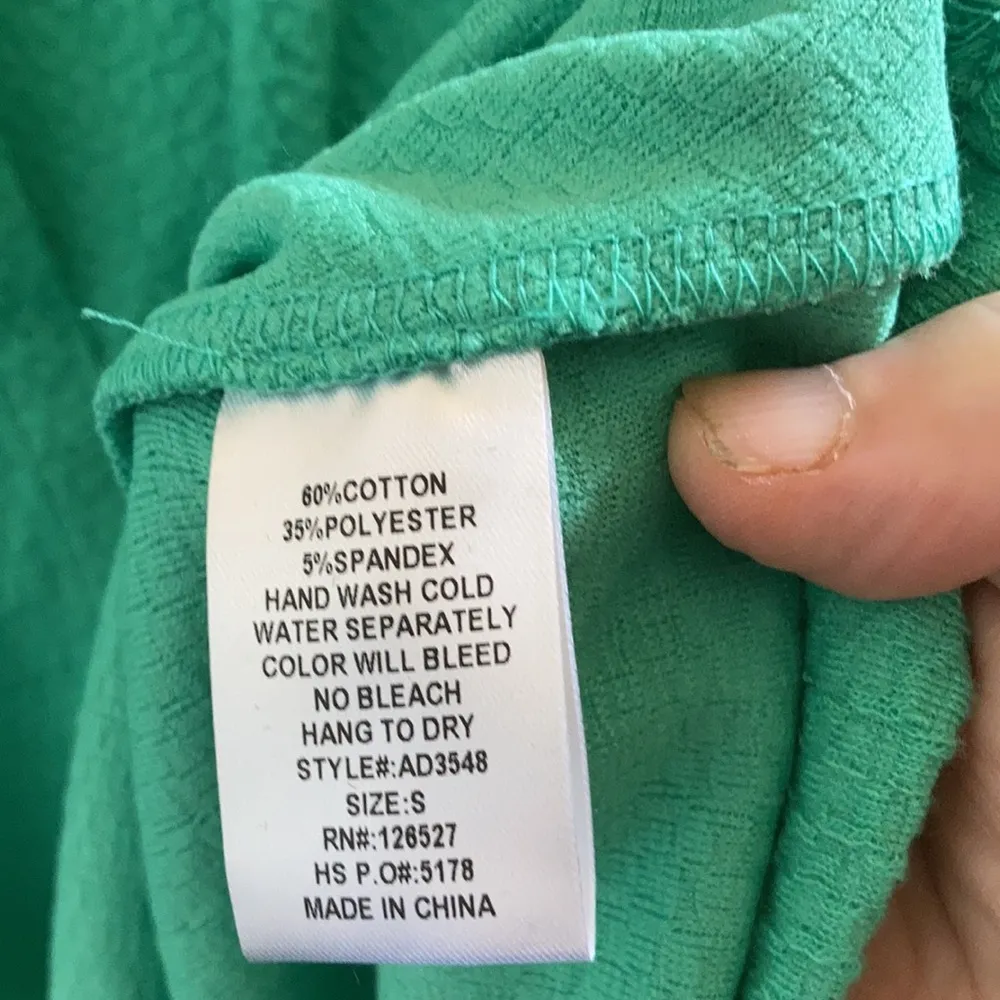 60%COTTON
35%POLYESTER
5%SPANDEX
HAND WASH COLD
WATER SEPARATELY
COLOR WILL BLEED
NO BLEACH
HANG TO DRY
STYLE#:AD3548
SIZE:S
RN#:126527
HS P.O#:5178
MADE IN CHINA